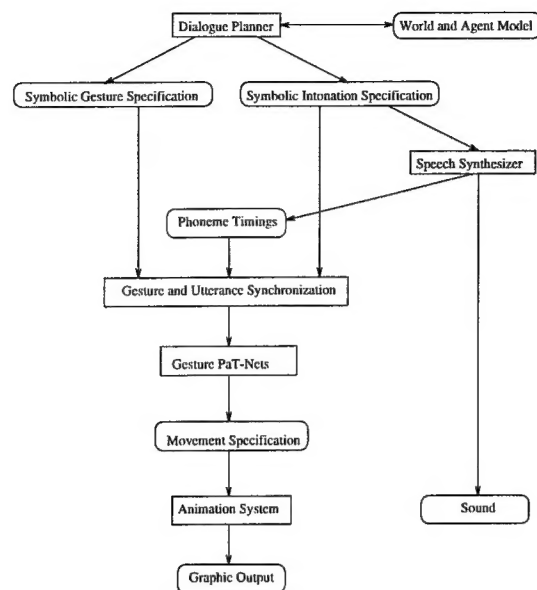 Dialogue Planner
World and Agent Model
Symbolic Gesture Specification
Symbolic Intonation Specification
Speech Synthesizer
Phoneme Timings
Gesture and Utterance Synchronization
Gesture PaT-Nets
Movement Specification
Animation System
Sound
Graphic Output